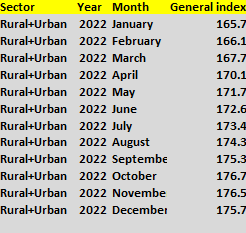 Sector Year Month General index
Rural+Urban 2022 January 165.7
Rural+Urban 2022 February 166.1
Rural+Urban 2022 March 167.7
Rural+Urban 2022 April 170.1
Rural+Urban 2022 May 171.7
Rural+Urban 2022 June 172.6
Rural+Urban 2022 July 173.4
Rural+Urban 2022 August 174.3
Rural+Urban 2022 Septembe 175.3
Rural+Urban 2022 October 176.7
Rural+Urban 2022 Novembe 176.5
Rural+Urban 2022 December 175.7